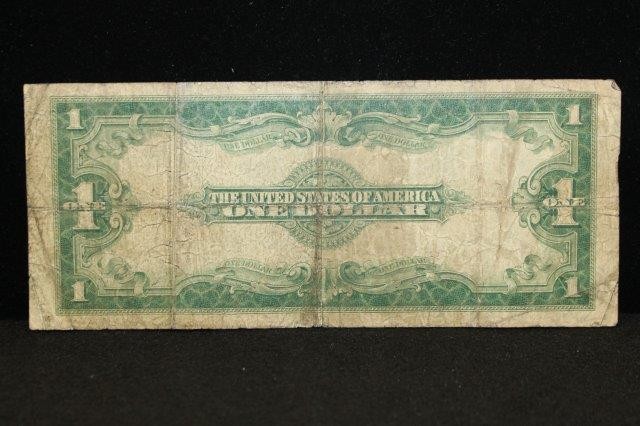 1 1
ONE DOLLAR ONE DOLLAR
1 1
ONE ONE
THE UNITED STATES OF AMERICA
ONE DOLLAR
ONE DOLLAR ONE DOLLAR
1 1